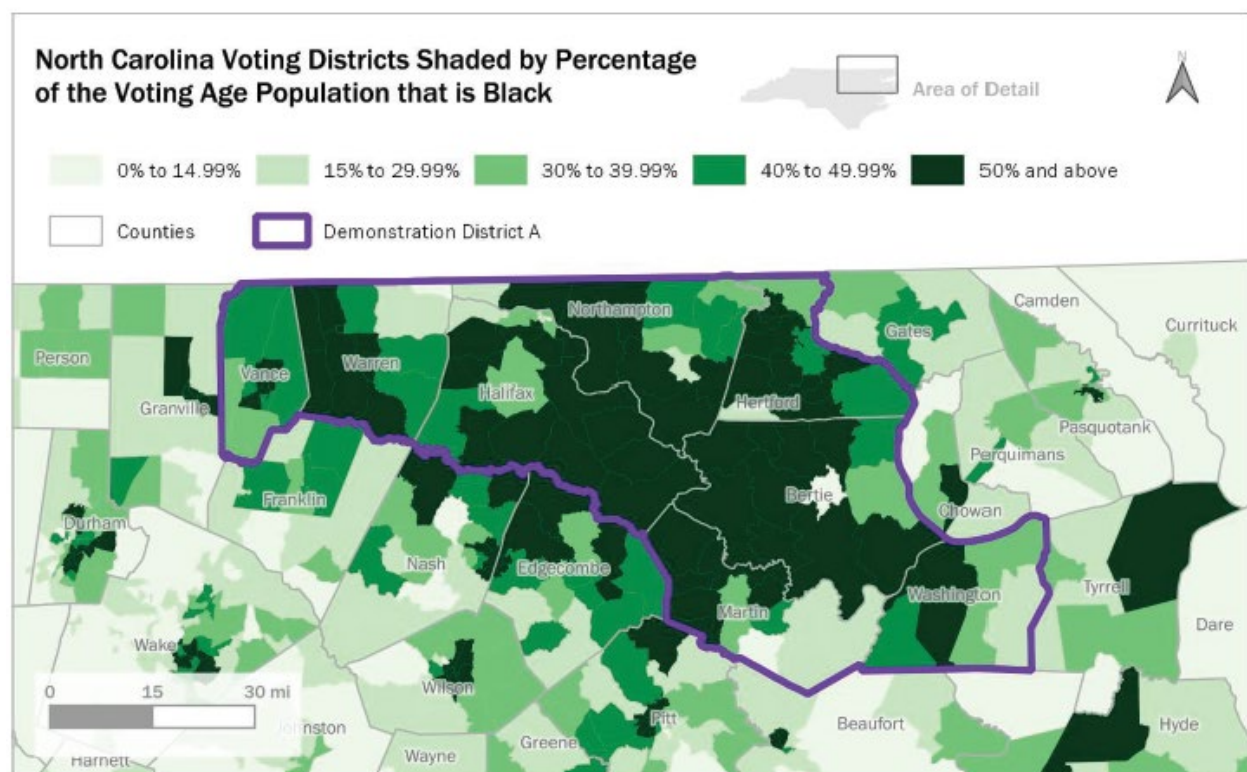 North Carolina Voting Districts Shaded by Percentage
of the Voting Age Population that is Black
N
Area of Detail
0% to 14.99%
15% to 29.99%
30% to 39.99%
40% to 49.99%
50% and above
Counties
Demonstration District A
Camden
Northampton
Currituck
Gates
Person
Warren
Vance
Halifax
Hertford
Granville
Pasquotank
Perquimans
Bertie
Franklin
Chowan
Durham
Nash
Edgecombe
Washington
Tyrrell
Martin
Dare
Wake
0 15 30 mi
Wilson
Pitt
Beaufort
Hyde
Johnston
Greene
Wayne
Harnett